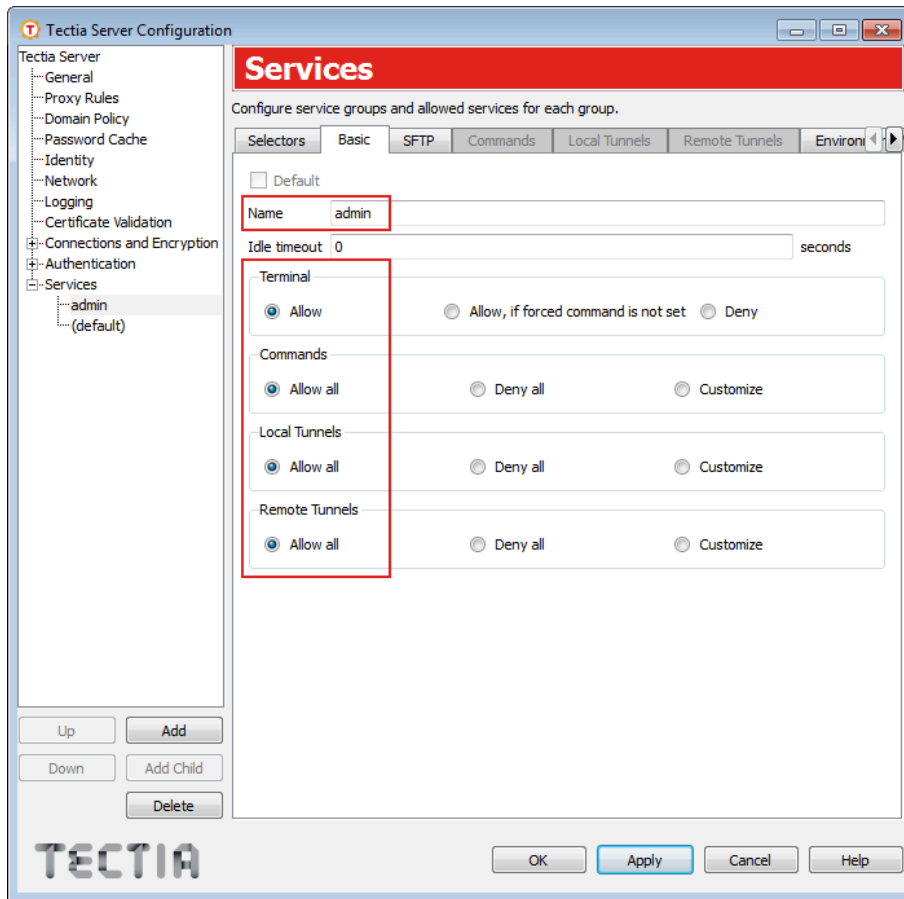 Tectia Server Configuration
Tectia Server
General
Proxy Rules
Domain Policy
Password Cache
Identity
Network
Logging
Certificate Validation
Connections and Encryption
Authentication
Services
admin
(default)
Up Add
Down Add Child
Delete
TECTIA
Services
Configure service groups and allowed services for each group.
Selectors Basic SFTP Commands Local Tunnels Remote Tunnels
Default
Name admin
Idle timeout 0 seconds
Terminal
Allow Allow, if forced command is not set Deny
Commands
Allow all Deny all Customize
Local Tunnels
Allow all Deny all Customize
Remote Tunnels
Allow all Deny all Customize
OK Apply Cancel Help